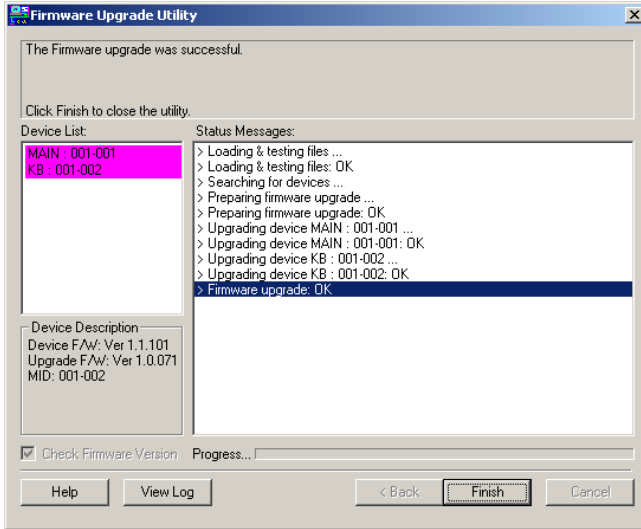 Firmware Upgrade Utility
The Firmware upgrade was successful.
Click Finish to close the utility.
Device List:
MAIN : 001-001
KB : 001-002
Status Messages:
> Loading & testing files ...
> Loading & testing files: OK
> Searching for devices ...
> Preparing firmware upgrade ...
> Preparing firmware upgrade: OK
> Upgrading device MAIN : 001-001 ...
> Upgrading device MAIN : 001-001: OK
> Upgrading device KB : 001-002 ...
> Upgrading device KB : 001-002: OK
> Firmware upgrade: OK
Device Description
Device F/W: Ver 1.1.101
Upgrade F/W: Ver 1.0.071
MID: 001-002
Check Firmware Version
Progress...
Help
View Log
< Back
Finish
Cancel